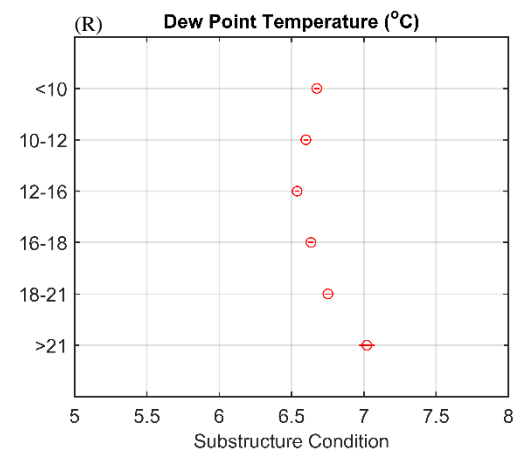 (R) Dew Point Temperature (°C)
<10
10-12
12-16
16-18
18-21
>21
5 5.5 6 6.5 7 7.5 8
Substructure Condition